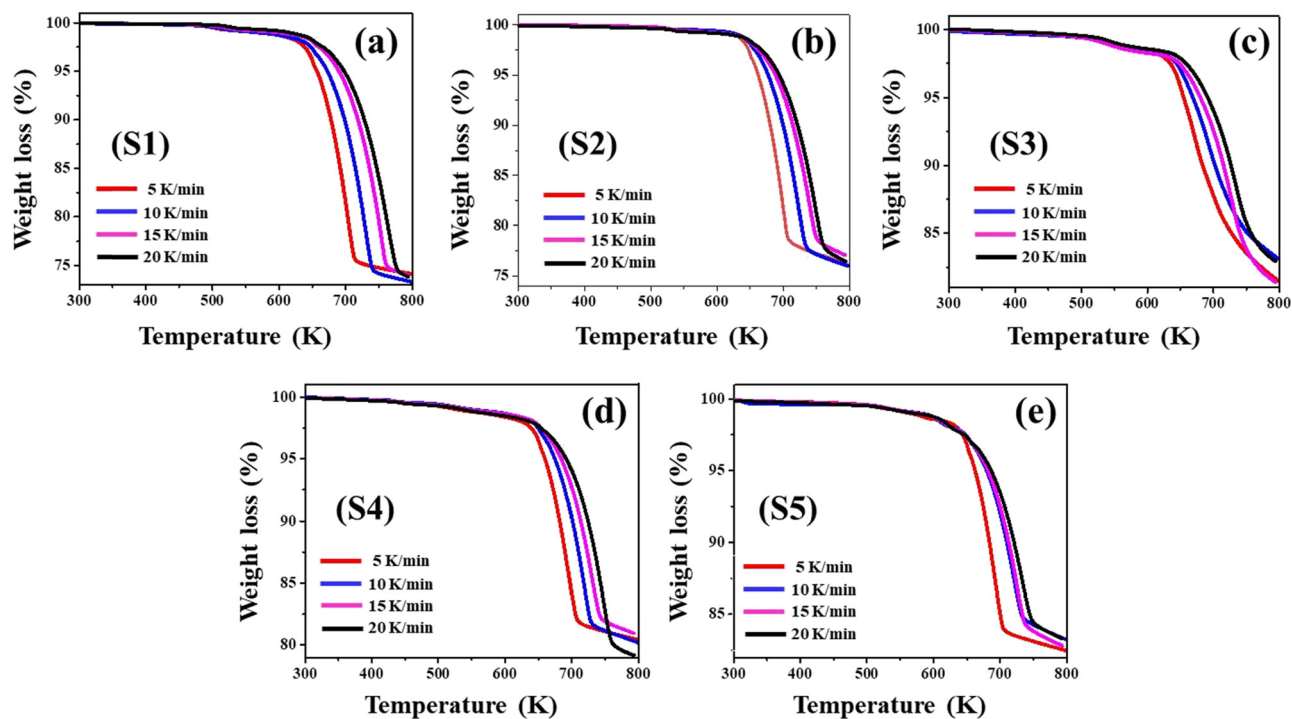 (a)
100
95
90
85
80
75
Weight loss (%)
(S1)
5 K/min
10 K/min
15 K/min
20 K/min
300 400 500 600 700 800
Temperature (K)
(b)
100
95
90
85
80
75
Weight loss (%)
(S2)
5 K/min
10 K/min
15 K/min
20 K/min
300 400 500 600 700 800
Temperature (K)
(c)
100
95
90
85
Weight loss (%)
(S3)
5 K/min
10 K/min
15 K/min
20 K/min
300 400 500 600 700 800
Temperature (K)
(d)
100
95
90
85
80
Weight loss (%)
(S4)
5 K/min
10 K/min
15 K/min
20 K/min
300 400 500 600 700 800
Temperature (K)
(e)
100
95
90
85
Weight loss (%)
(S5)
5 K/min
10 K/min
15 K/min
20 K/min
300 400 500 600 700 800
Temperature (K)